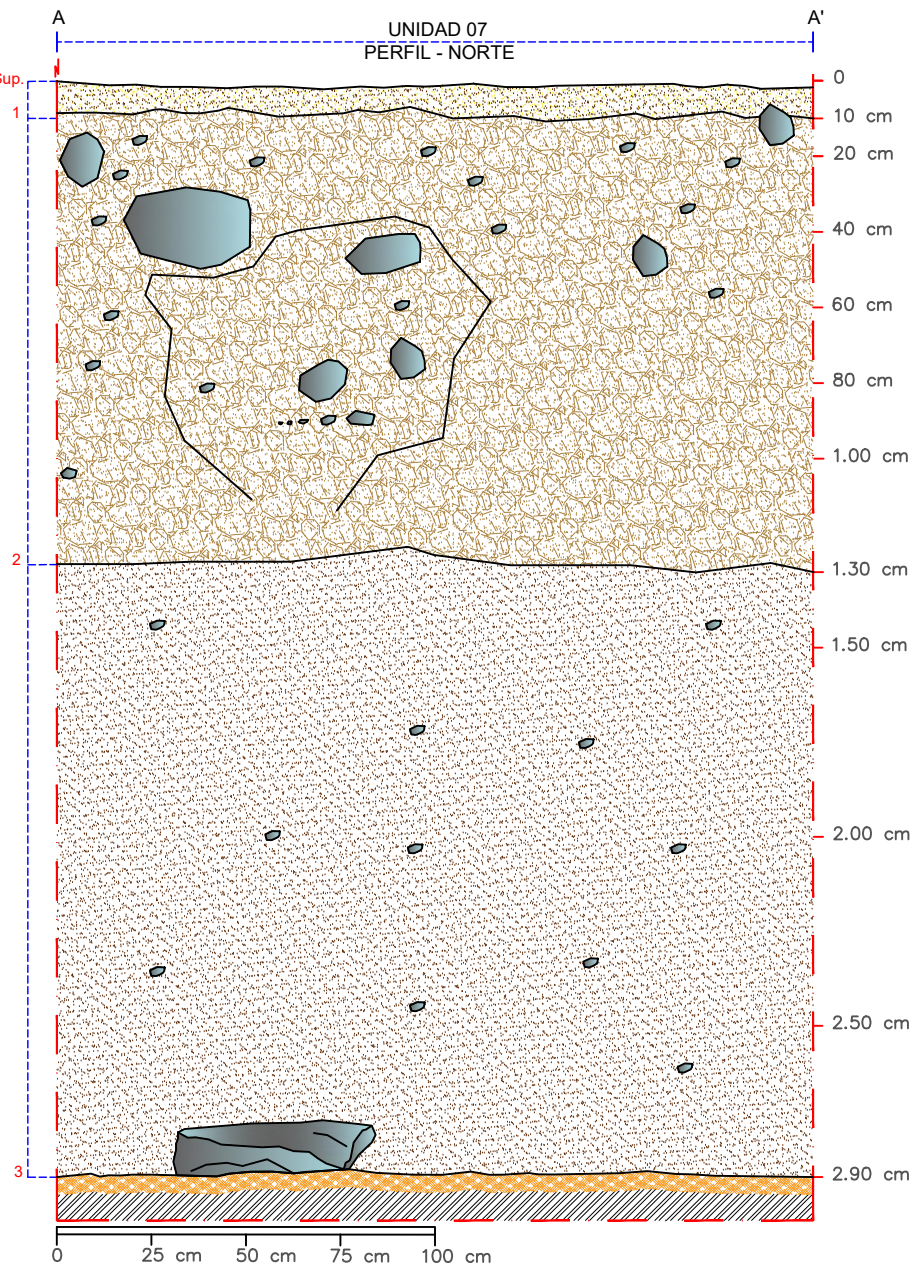 A
A'
UNIDAD 07
PERFIL - NORTE
N
Sup.
0
1
10 cm
20 cm
40 cm
60 cm
80 cm
1.00 cm
2
1.30 cm
1.50 cm
2.00 cm
2.50 cm
3
2.90 cm
0 25 cm 50 cm 75 cm 100 cm